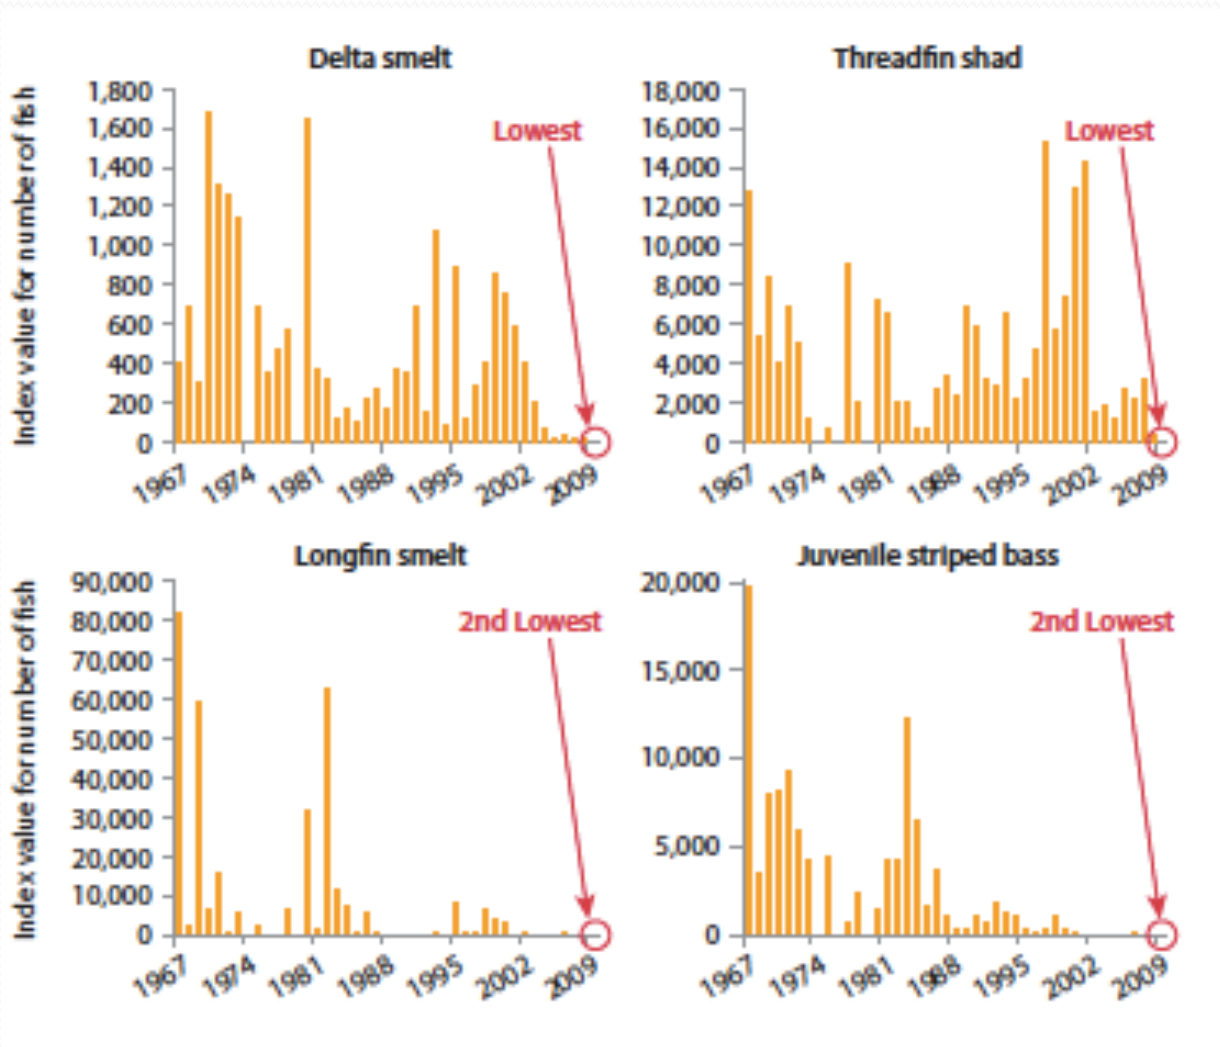 Delta smelt
Index value for number of fish
1,800
1,600
1,400
1,200
1,000
800
600
400
200
0
Lowest
1967 1974 1981 1988 1995 2002 2009
Threadfin shad
18,000
16,000
14,000
12,000
10,000
8,000
6,000
4,000
2,000
0
Lowest
1967 1974 1981 1988 1995 2002 2009
Longfin smelt
Index value for number of fish
90,000
80,000
70,000
60,000
50,000
40,000
30,000
20,000
10,000
0
2nd Lowest
1967 1974 1981 1988 1995 2002 2009
Juvenile striped bass
20,000
15,000
10,000
5,000
0
2nd Lowest
1967 1974 1981 1988 1995 2002 2009